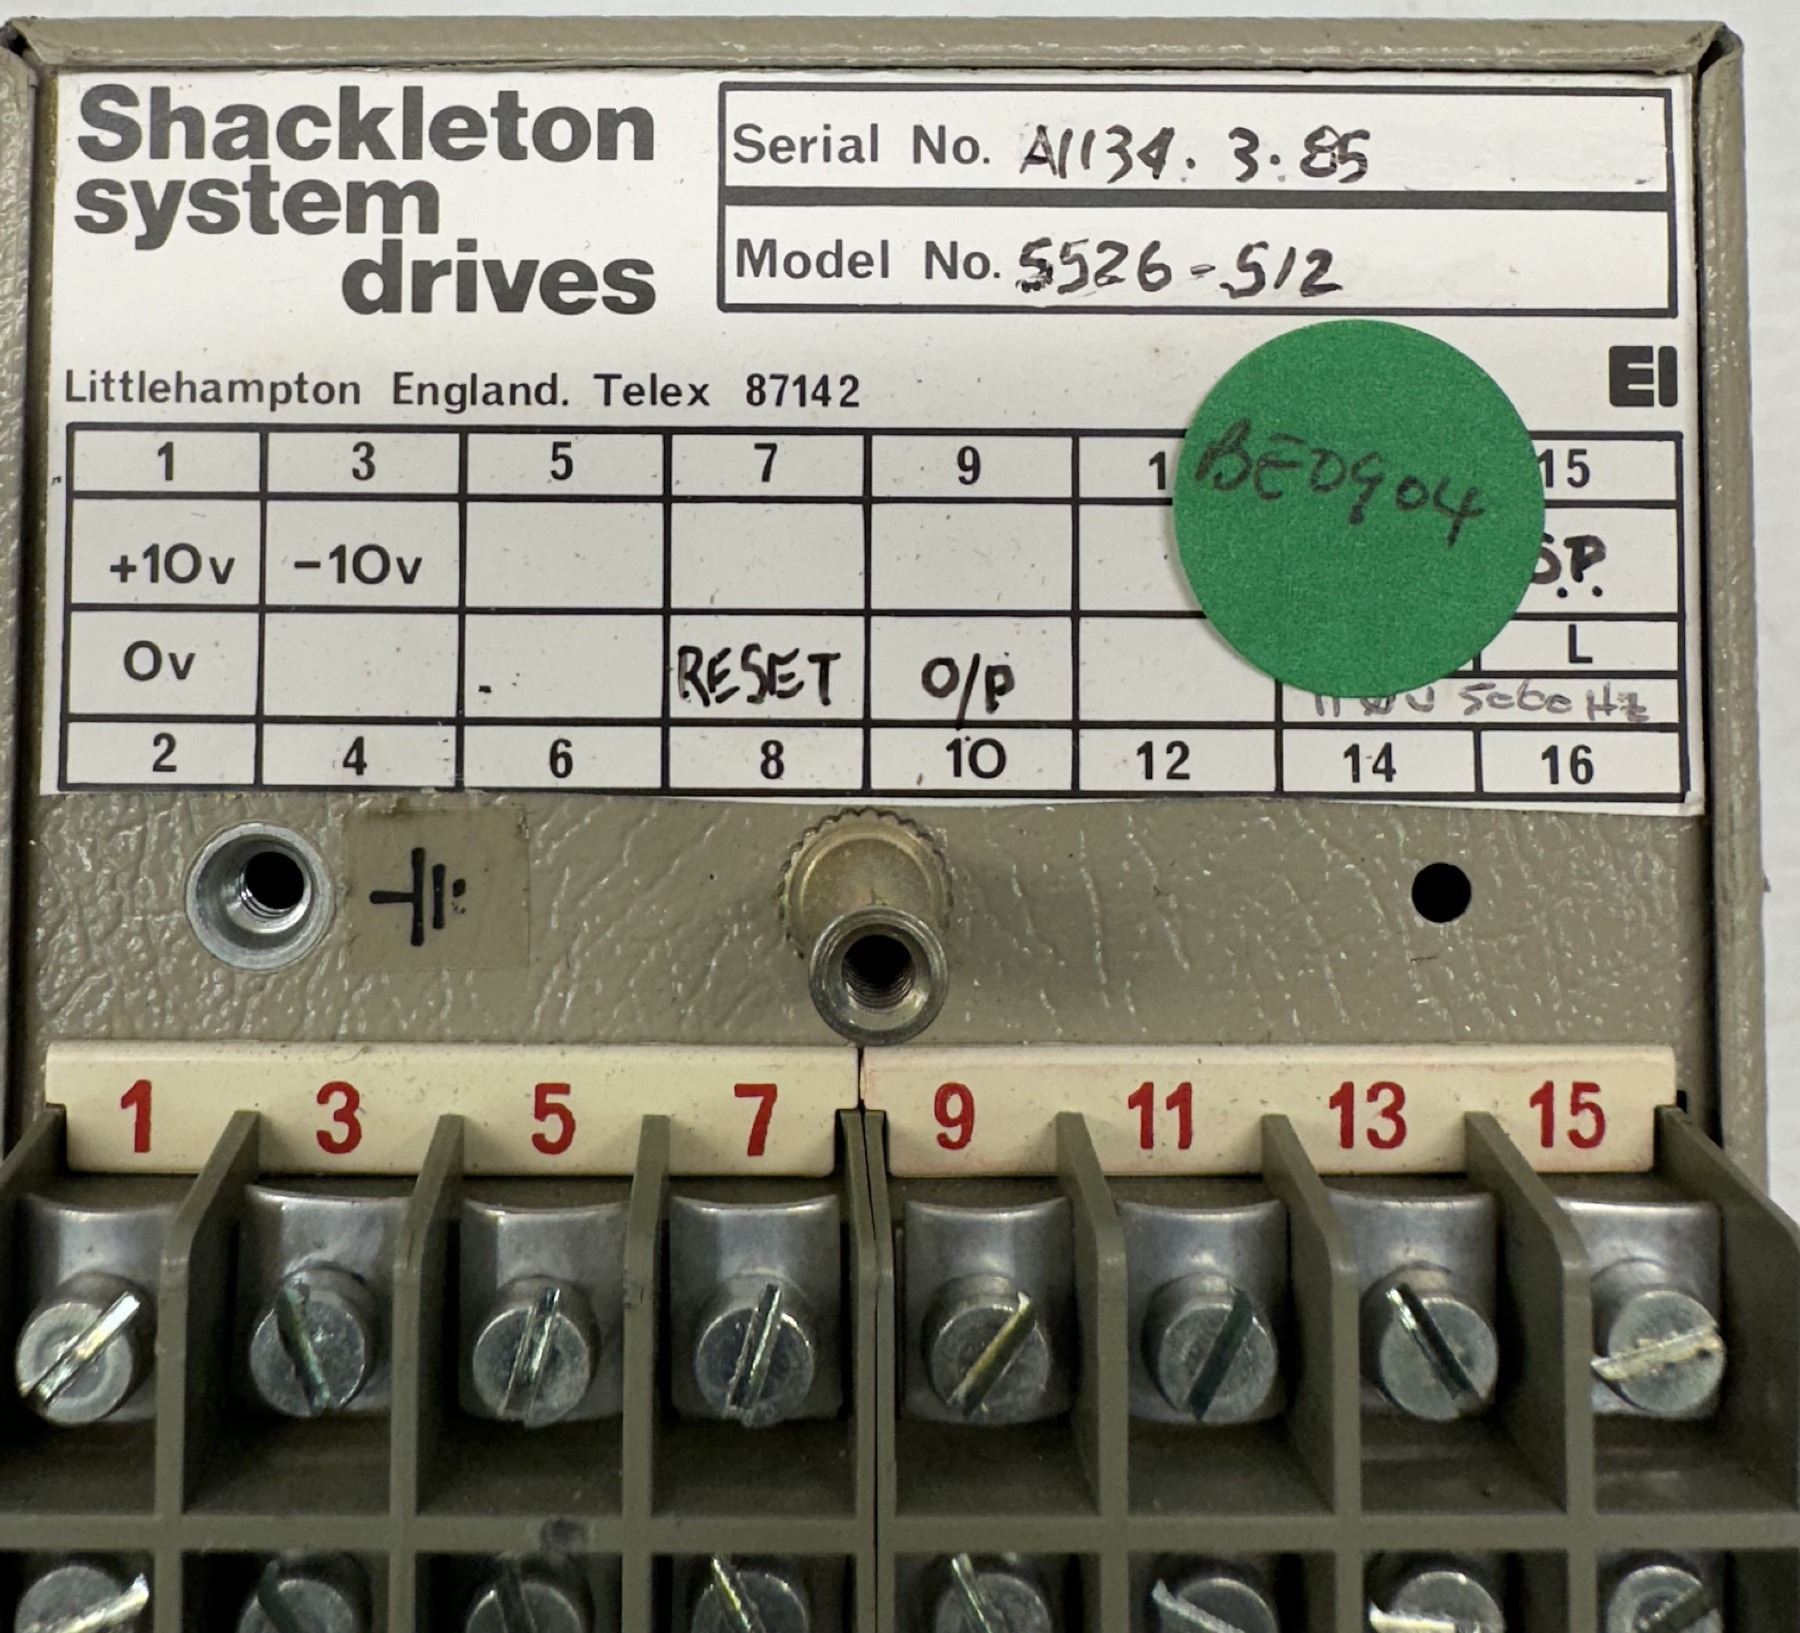 Shackleton
system
drives
Serial No. A1134.3.85
Model No. 5526-512
Littlehampton England. Telex 87142
EI
1 3 5 7 9 15
BED904
+10v -10v
0v RESET O/P L
Hz
2 4 6 8 10 12 14 16
1 3 5 7 9 11 13 15